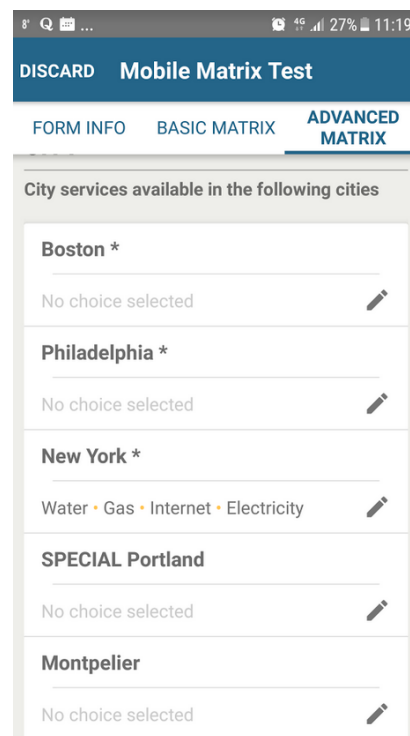 8° Q ... 4G 27% 11:19
DISCARD Mobile Matrix Test
FORM INFO BASIC MATRIX ADVANCED MATRIX
City services available in the following cities
Boston *
No choice selected
Philadelphia *
No choice selected
New York *
Water • Gas • Internet • Electricity
SPECIAL Portland
No choice selected
Montpelier
No choice selected